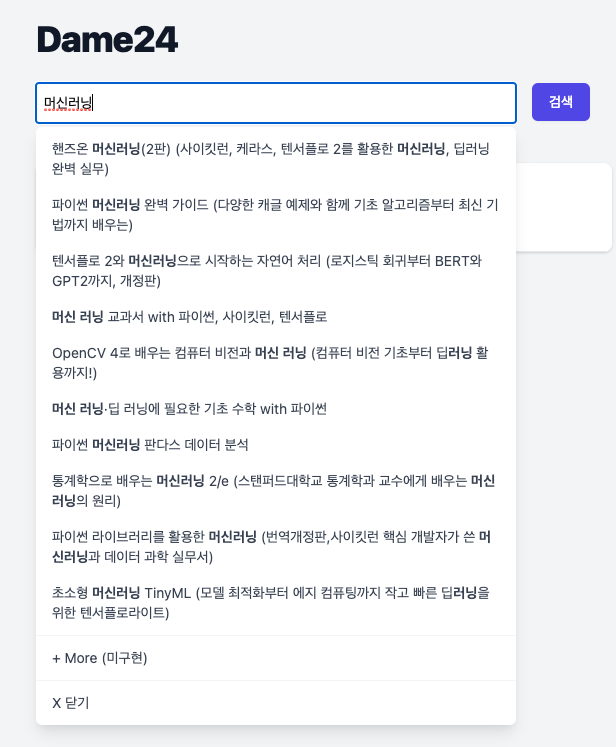 Dame24
머신러닝
검색
핸즈온 머신러닝(2판) (사이킷런, 케라스, 텐서플로 2를 활용한 머신러닝, 딥러닝
완벽 실무)
파이썬 머신러닝 완벽 가이드 (다양한 캐글 예제와 함께 기초 알고리즘부터 최신 기
법까지 배우는)
텐서플로 2와 머신러닝으로 시작하는 자연어 처리 (로지스틱 회귀부터 BERT와
GPT2까지, 개정판)
머신 러닝 교과서 with 파이썬, 사이킷런, 텐서플로
OpenCV 4로 배우는 컴퓨터 비전과 머신 러닝 (컴퓨터 비전 기초부터 딥러닝 활
용까지!)
머신 러닝·딥 러닝에 필요한 기초 수학 with 파이썬
파이썬 머신러닝 판다스 데이터 분석
통계학으로 배우는 머신러닝 2/e (스탠퍼드대학교 통계학과 교수에게 배우는 머신
러닝의 원리)
파이썬 라이브러리를 활용한 머신러닝 (번역개정판,사이킷런 핵심 개발자가 쓴 머
신러닝과 데이터 과학 실무서)
초소형 머신러닝 TinyML (모델 최적화부터 에지 컴퓨팅까지 작고 빠른 딥러닝을
위한 텐서플로라이트)
+ More (미구현)
X 닫기